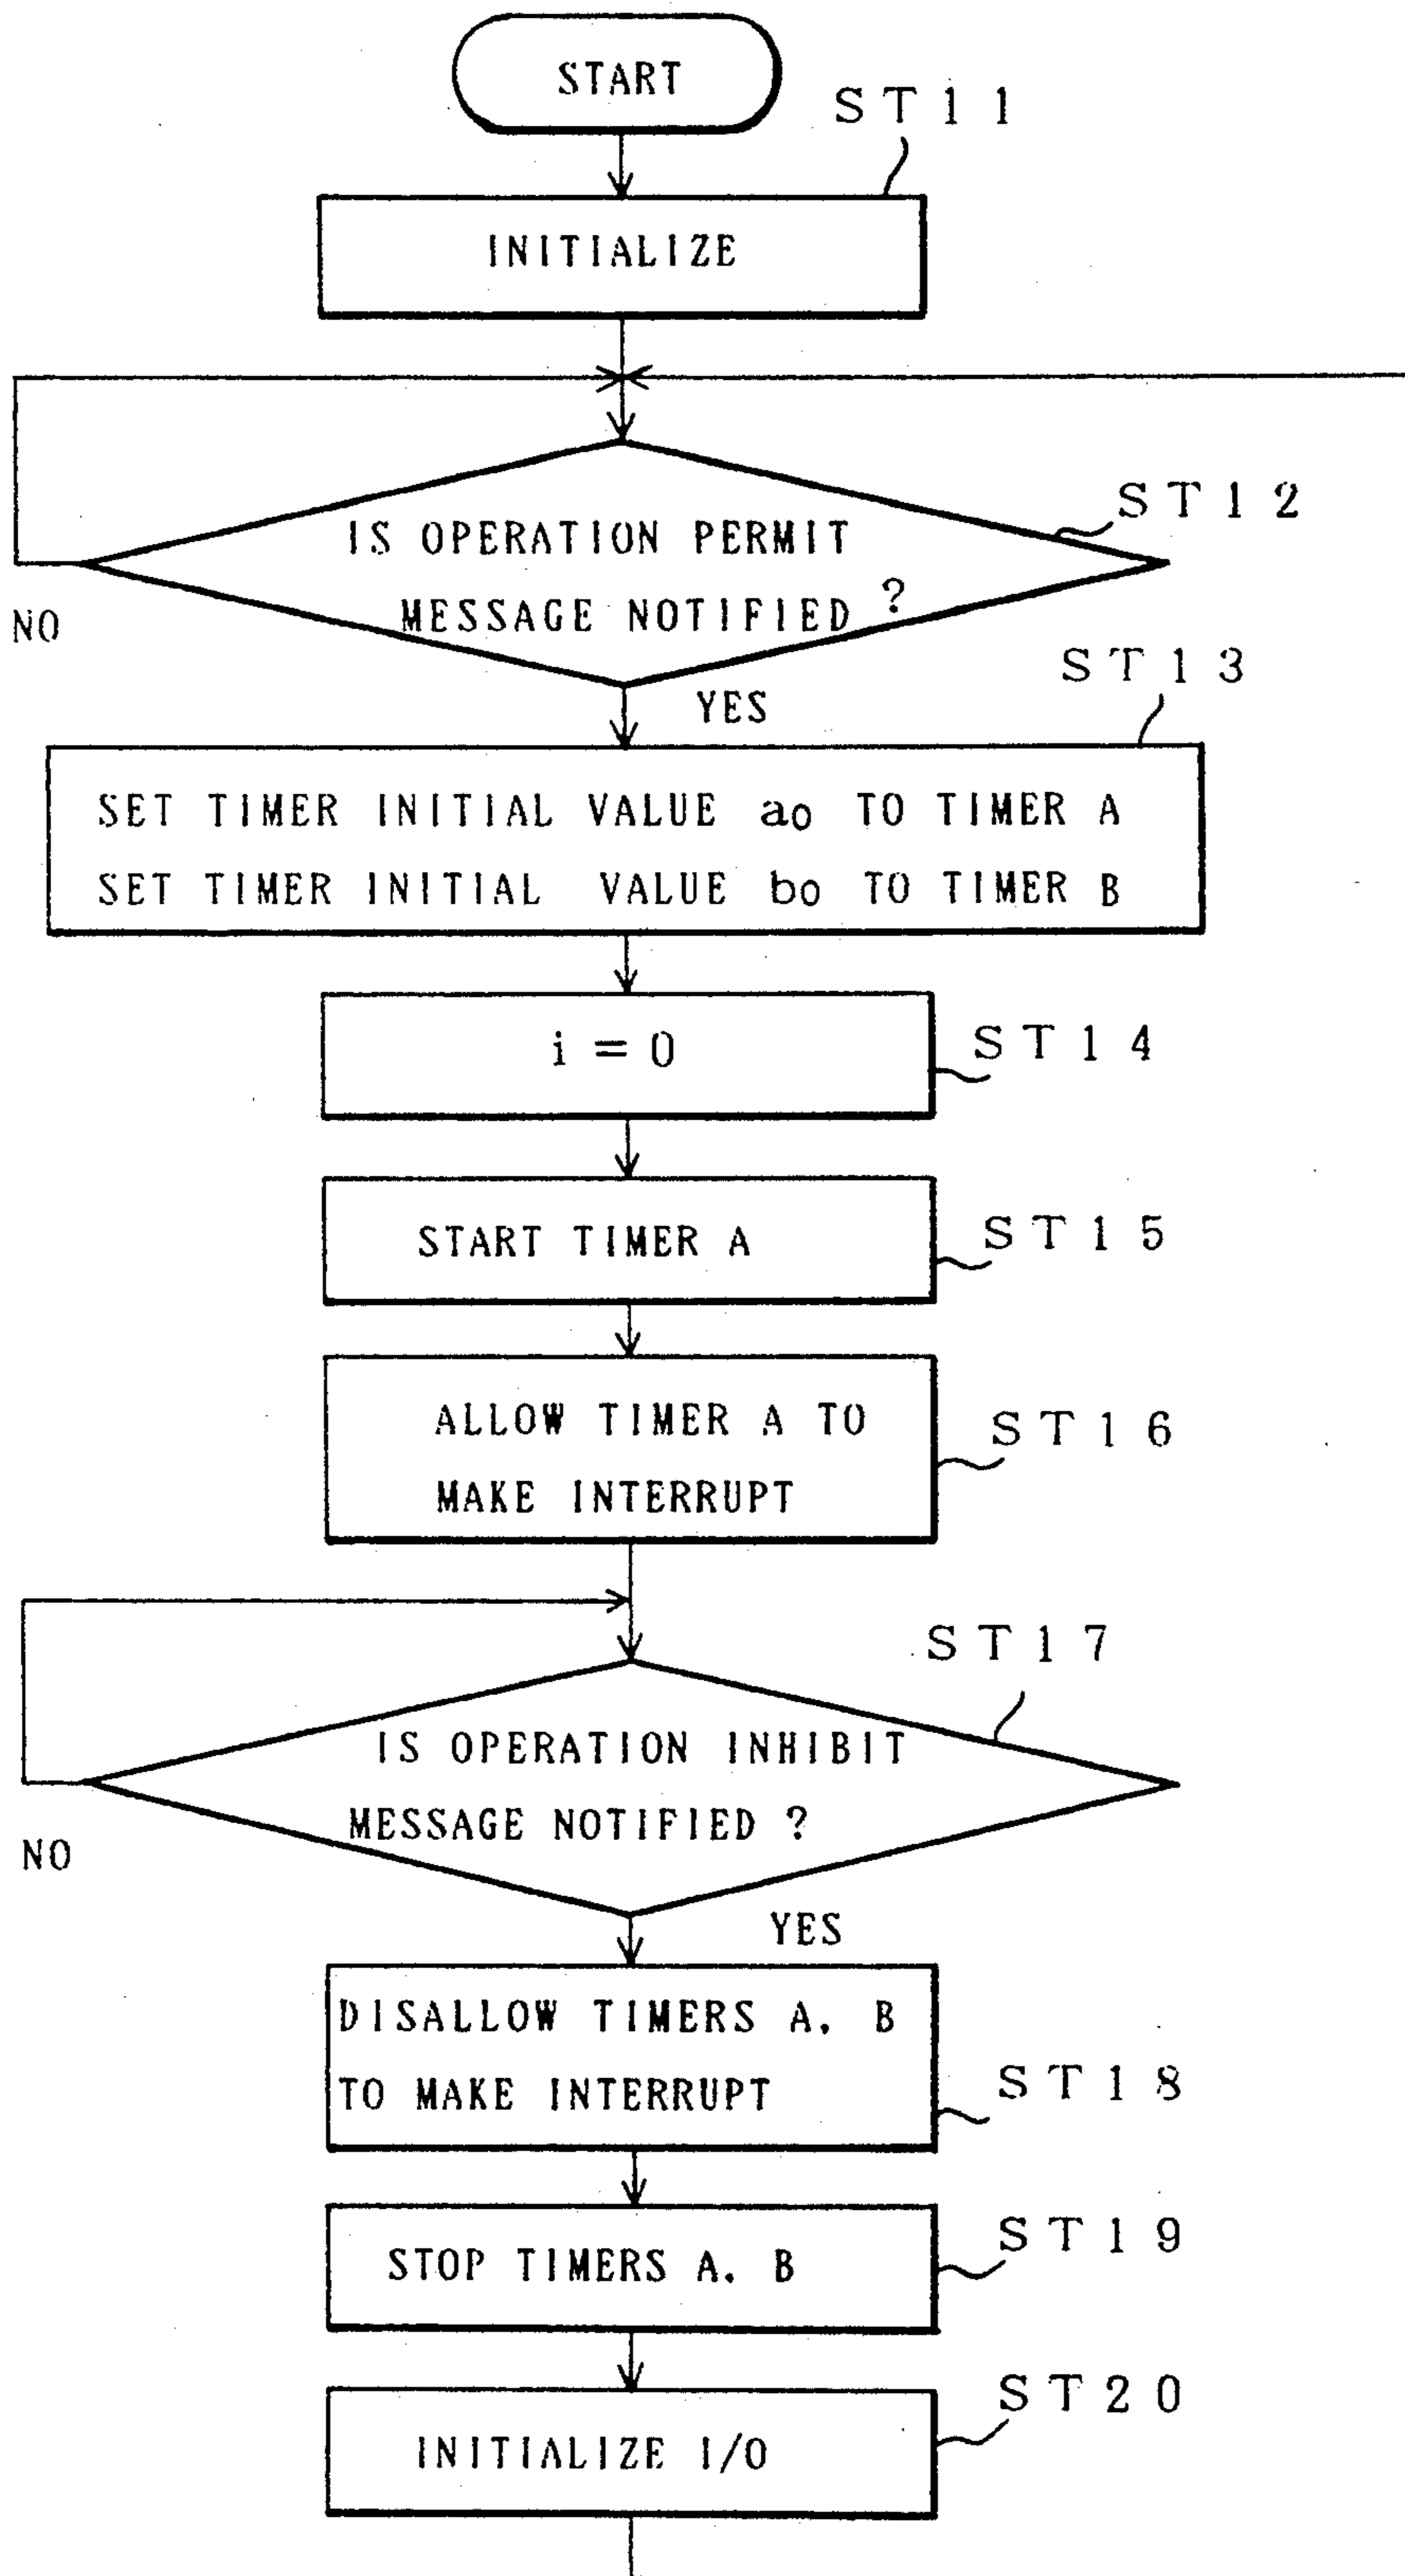 START
ST11
INITIALIZE
ST12
IS OPERATION PERMIT
MESSAGE NOTIFIED ?
NO
YES
ST13
SET TIMER INITIAL VALUE a0 TO TIMER A
SET TIMER INITIAL VALUE b0 TO TIMER B
i = 0
ST14
START TIMER A
ST15
ALLOW TIMER A TO
MAKE INTERRUPT
ST16
ST17
IS OPERATION INHIBIT
MESSAGE NOTIFIED ?
NO
YES
DISALLOW TIMERS A. B
TO MAKE INTERRUPT
ST18
STOP TIMERS A. B
ST19
INITIALIZE I/O
ST20